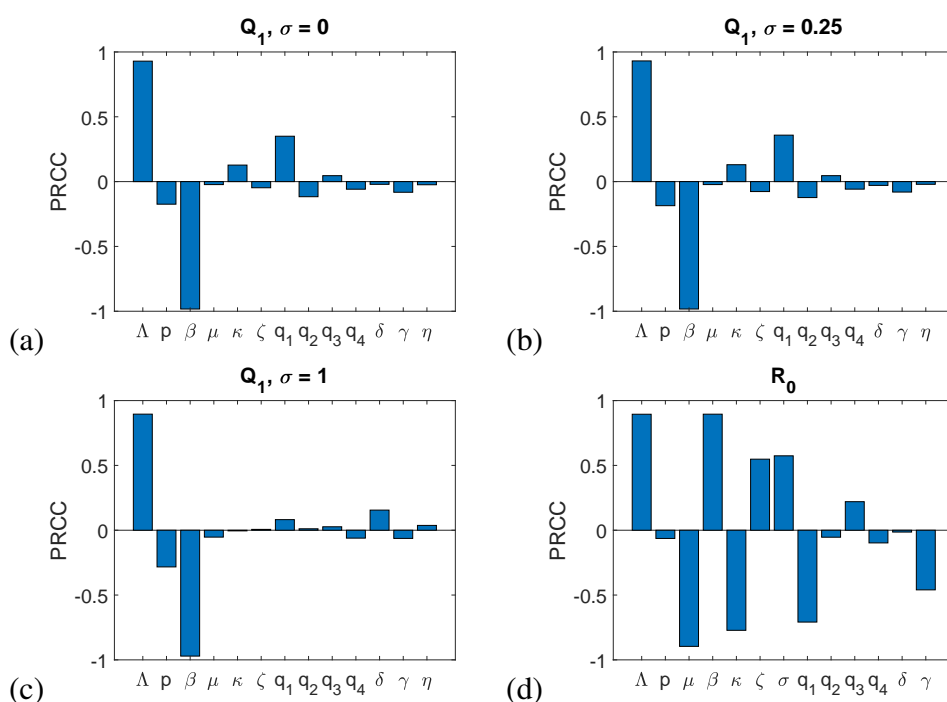 Q1, σ = 0
1
0.5
0
-0.5
-1
PRCC
Λ p β μ κ ζ q1 q2 q3 q4 δ γ η
(a)
Q1, σ = 0.25
1
0.5
0
-0.5
-1
PRCC
Λ p β μ κ ζ q1 q2 q3 q4 δ γ η
(b)
Q1, σ = 1
1
0.5
0
-0.5
-1
PRCC
Λ p β μ κ ζ q1 q2 q3 q4 δ γ η
(c)
R0
1
0.5
0
-0.5
-1
PRCC
Λ p μ β κ ζ σ q1 q2 q3 q4 δ γ
(d)